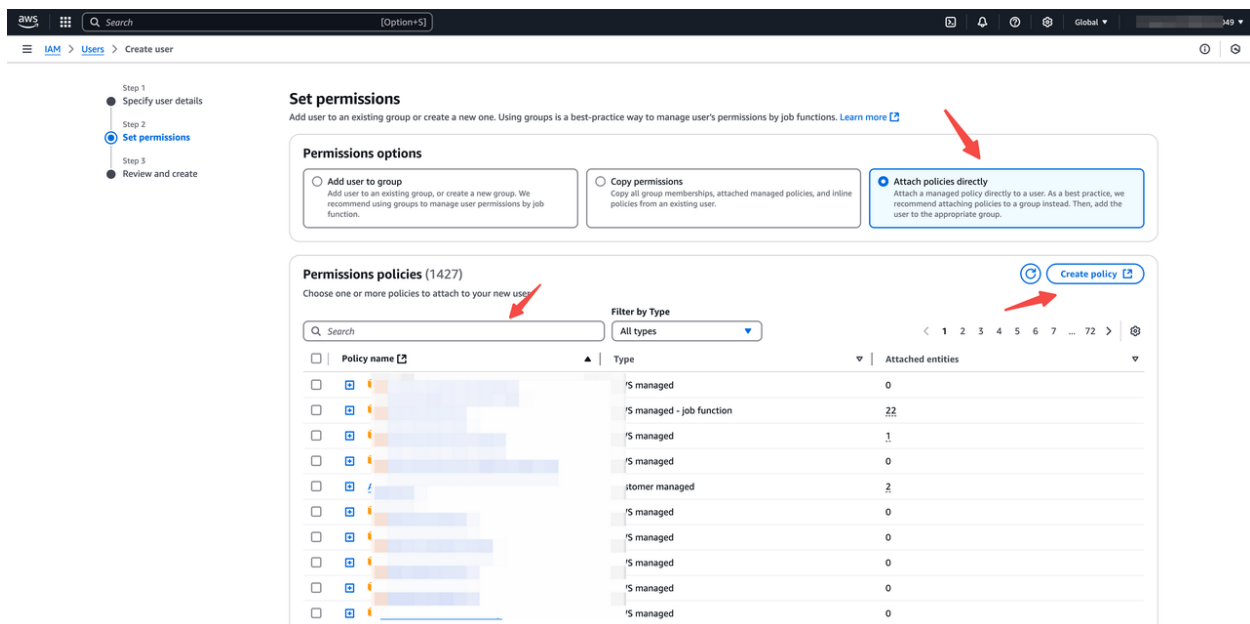 aws
Search [Option+S] Global
IAM > Users > Create user
Step 1
Specify user details
Step 2
Set permissions
Step 3
Review and create
Set permissions
Add user to an existing group or create a new one. Using groups is a best-practice way to manage user's permissions by job functions. Learn more
Permissions options
Add user to group
Add user to an existing group, or create a new group. We
recommend using groups to manage user permissions by job
function.
Copy permissions
Copy all group memberships, attached managed policies, and inline
policies from an existing user.
Attach policies directly
Attach a managed policy directly to a user. As a best practice, we
recommend attaching policies to a group instead. Then, add the
user to the appropriate group.
Permissions policies (1427)
Create policy
Choose one or more policies to attach to your new user.
Filter by Type
Search
All types
1 2 3 4 5 6 7 ... 72
Policy name Type Attached entities
managed 0
managed - job function 22
managed 1
managed 0
managed 2
managed 0
managed 0
managed 0
managed 0
managed 0